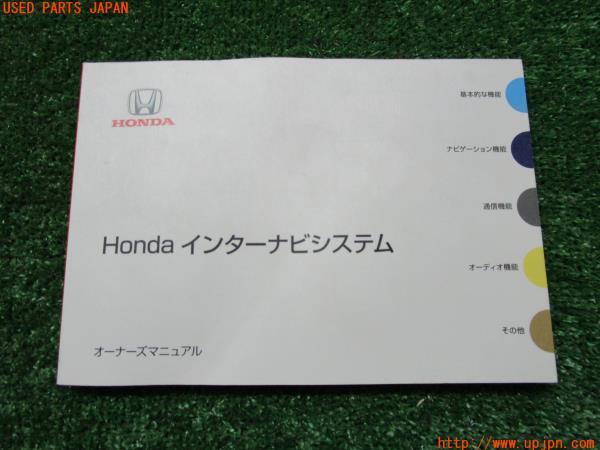 USED PARTS JAPAN
基本的な機能
HONDA
ナビゲーション機能
通信機能
Honda インターナビシステム
オーディオ機能
その他
オーナーズマニュアル
http://www.upjpn.com/